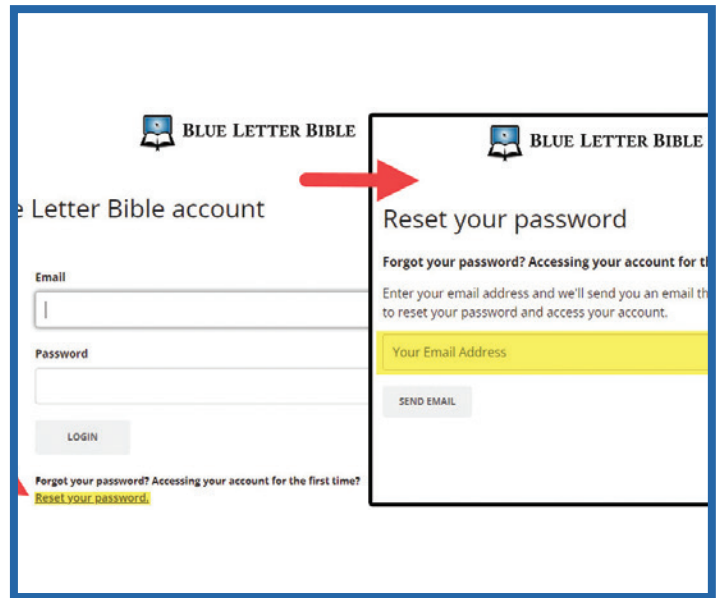 BLUE LETTER BIBLE
Letter Bible account
Email
Password
LOGIN
Forgot your password? Accessing your account for the first time?
Reset your password.
BLUE LETTER BIBLE
Reset your password
Forgot your password? Accessing your account for
Enter your email address and we'll send you an email
to reset your password and access your account.
Your Email Address
SEND EMAIL